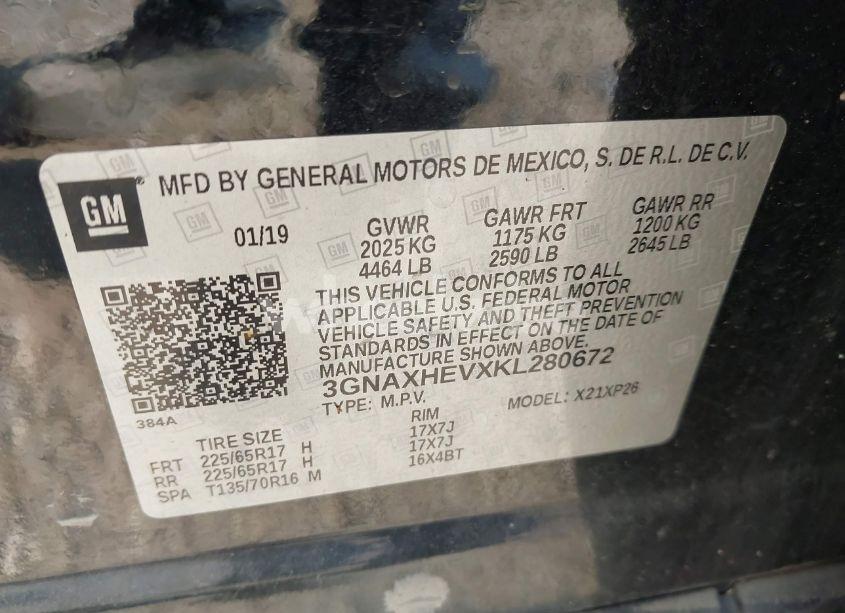 GM
MFD BY GENERAL MOTORS DE MEXICO, S. DE R.L. DE C.V.
01/19
GVWR GAWR FRT GAWR RR
2025 KG 1175 KG 1200 KG
4464 LB 2590 LB 2645 LB
THIS VEHICLE CONFORMS TO ALL
APPLICABLE U.S. FEDERAL MOTOR
VEHICLE SAFETY AND THEFT PREVENTION
STANDARDS IN EFFECT ON THE DATE OF
MANUFACTURE SHOWN ABOVE.
3GNAXHEVXKL280672
TYPE: M.P.V. MODEL: X21XP26
384A
TIRE SIZE RIM
FRT 225/65R17 H 17X7J
RR 225/65R17 H 17X7J
SPA T135/70R16 M 16X4BT